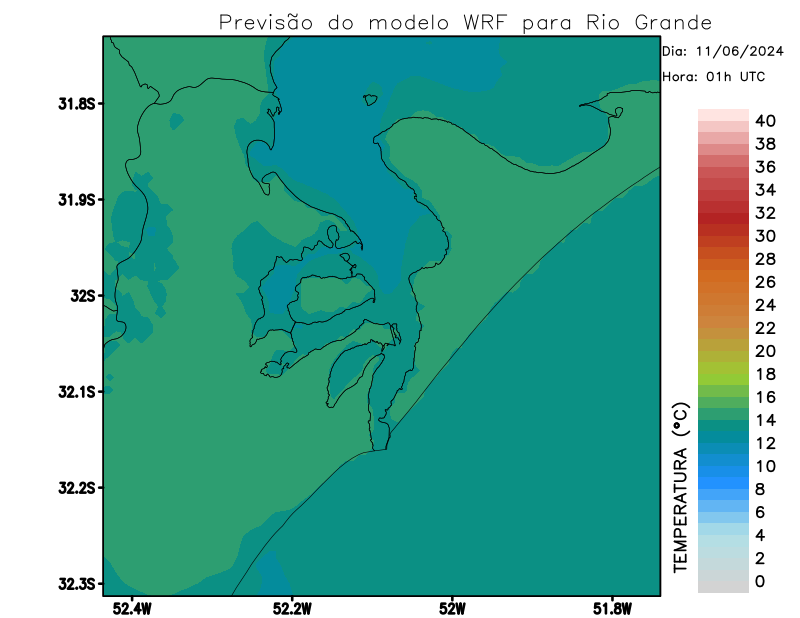 Previsão do modelo WRF para Rio Grande
Dia: 11/06/2024
Hora: 01h UTC
31.8S
31.9S
32S
32.1S
32.2S
32.3S
52.4W
52.2W
52W
51.8W
TEMPERATURA (°C)
40
38
36
34
32
30
28
26
24
22
20
18
16
14
12
10
8
6
4
2
0